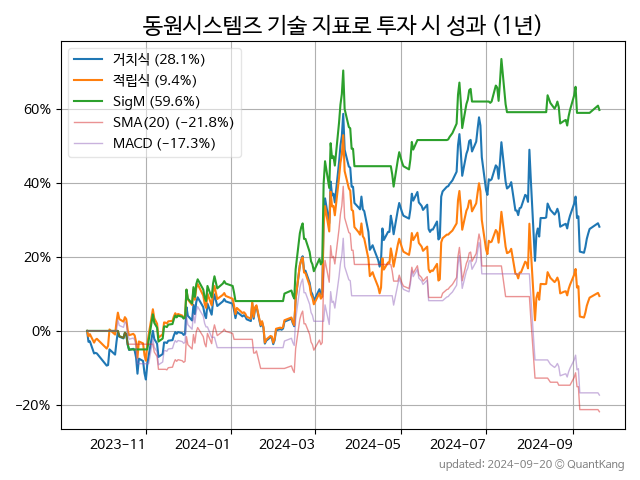 동원시스템즈 기술 지표로 투자 시 성과 (1년)
거치식 (28.1%)
적립식 (9.4%)
SigM (59.6%)
SMA(20) (−21.8%)
MACD (−17.3%)
60%
40%
20%
0%
−20%
2023-11
2024-01
2024-03
2024-05
2024-07
2024-09
updated: 2024-09-20 © QuantKang